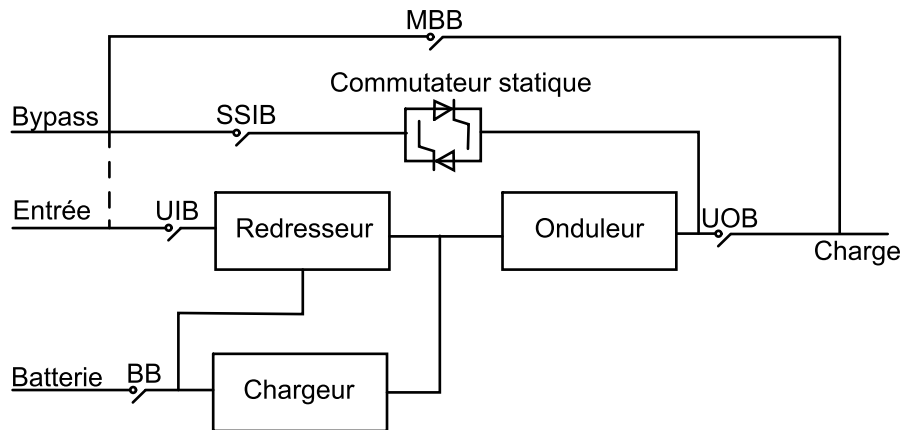 MBB
Commutateur statique
Bypass
SSIB
Entrée
UIB
Redresseur
Onduleur
UOB
Charge
Batterie
BB
Chargeur